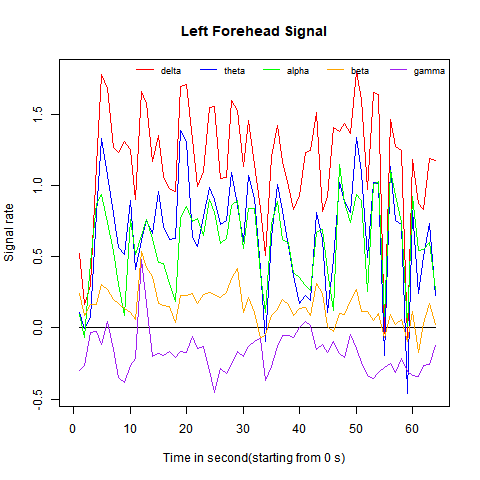 Left Forehead Signal
delta theta alpha beta gamma
Signal rate
1.5
1.0
0.5
0.0
-0.5
0 10 20 30 40 50 60
Time in second(starting from 0 s)